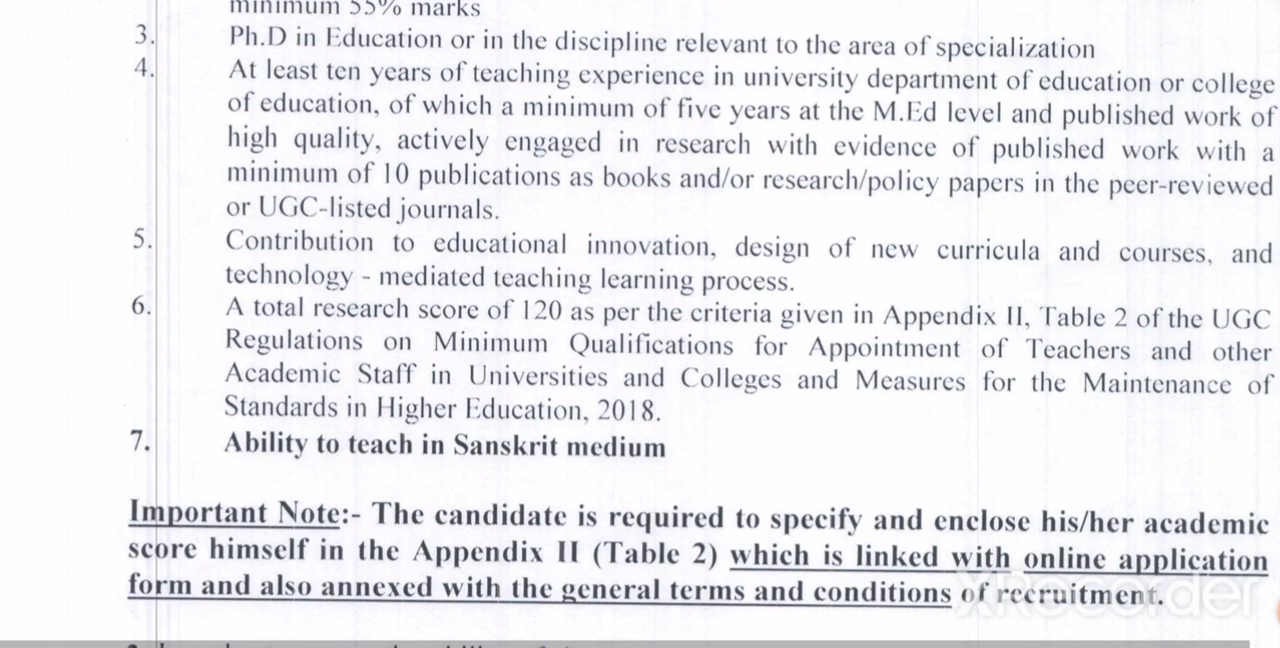 minimum 55% marks
3. Ph.D in Education or in the discipline relevant to the area of specialization
4. At least ten years of teaching experience in university department of education or college
of education, of which a minimum of five years at the M.Ed level and published work of
high quality, actively engaged in research with evidence of published work with a
minimum of 10 publications as books and/or research/policy papers in the peer-reviewed
or UGC-listed journals.
5. Contribution to educational innovation, design of new curricula and courses, and
technology - mediated teaching learning process.
6. A total research score of 120 as per the criteria given in Appendix II, Table 2 of the UGC
Regulations on Minimum Qualifications for Appointment of Teachers and other
Academic Staff in Universities and Colleges and Measures for the Maintenance of
Standards in Higher Education, 2018.
7. Ability to teach in Sanskrit medium
Important Note:- The candidate is required to specify and enclose his/her academic
score himself in the Appendix II (Table 2) which is linked with online application
form and also annexed with the general terms and conditions of recruitment.
XRecorder